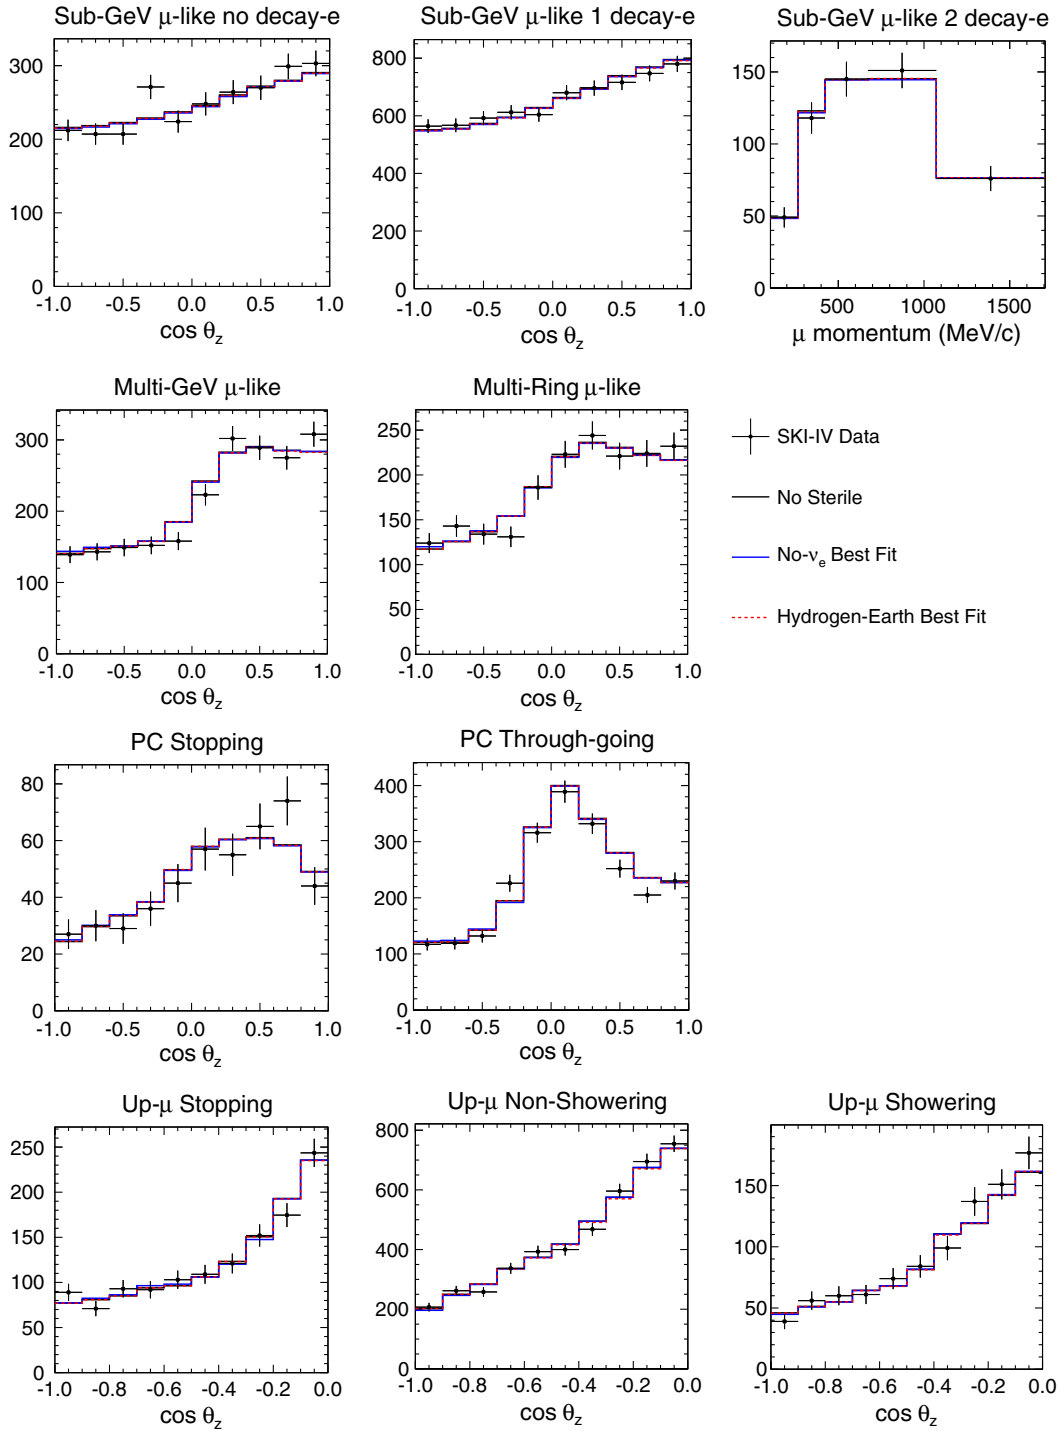 Sub-GeV μ-like no decay-e
Sub-GeV μ-like 1 decay-e
Sub-GeV μ-like 2 decay-e
300
200
100
0
-1.0 -0.5 0.0 0.5 1.0
cos θz
800
600
400
200
0
-1.0 -0.5 0.0 0.5 1.0
cos θz
150
100
50
0
500 1000 1500
μ momentum (MeV/c)
Multi-GeV μ-like
Multi-Ring μ-like
300
200
100
0
-1.0 -0.5 0.0 0.5 1.0
cos θz
250
200
150
100
50
0
-1.0 -0.5 0.0 0.5 1.0
cos θz
SKI-IV Data
No Sterile
No-νe Best Fit
Hydrogen-Earth Best Fit
PC Stopping
PC Through-going
80
60
40
20
0
-1.0 -0.5 0.0 0.5 1.0
cos θz
400
300
200
100
0
-1.0 -0.5 0.0 0.5 1.0
cos θz
Up-μ Stopping
Up-μ Non-Showering
Up-μ Showering
250
200
150
100
50
0
-1.0 -0.8 -0.6 -0.4 -0.2 0.0
cos θz
800
600
400
200
0
-1.0 -0.8 -0.6 -0.4 -0.2 0.0
cos θz
150
100
50
0
-1.0 -0.8 -0.6 -0.4 -0.2 0.0
cos θz